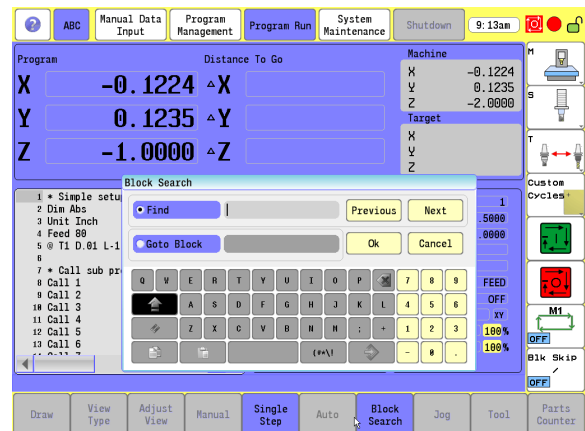 ?
ABC
Manual Data
Input
Program
Management
Program Run
System
Maintenance
Shutdown
9:13am
Program
Distance To Go
Machine
X -0.1224 △X
Y 0.1235 △Y
Z -1.0000 △Z
X -0.1224
Y 0.1235
Z -2.0000
Target
X
Y
Z
M
S
T
Custom
Cycles+
1 * Simple setu
2 Dim Abs
3 Unit Inch
4 Feed 80
5 @ T1 D.01 L-1
6
7 * Call sub pr
8 Call 1
9 Call 2
10 Call 3
11 Call 4
12 Call 5
13 Call 6
Block Search
Find
Previous
Next
Goto Block
Ok
Cancel
Q W E R T Y U I O P 7 8 9
A S D F G H J K L 4 5 6
Z X C V B N M ; + 1 2 3
(#*\! - 0 .
1
.5000
.0000
FEED
OFF
XY
100%
100%
M1
OFF
Blk Skip
/
OFF
Draw
View
Type
Adjust
View
Manual
Single
Step
Auto
Block
Search
Jog
Tool
Parts
Counter